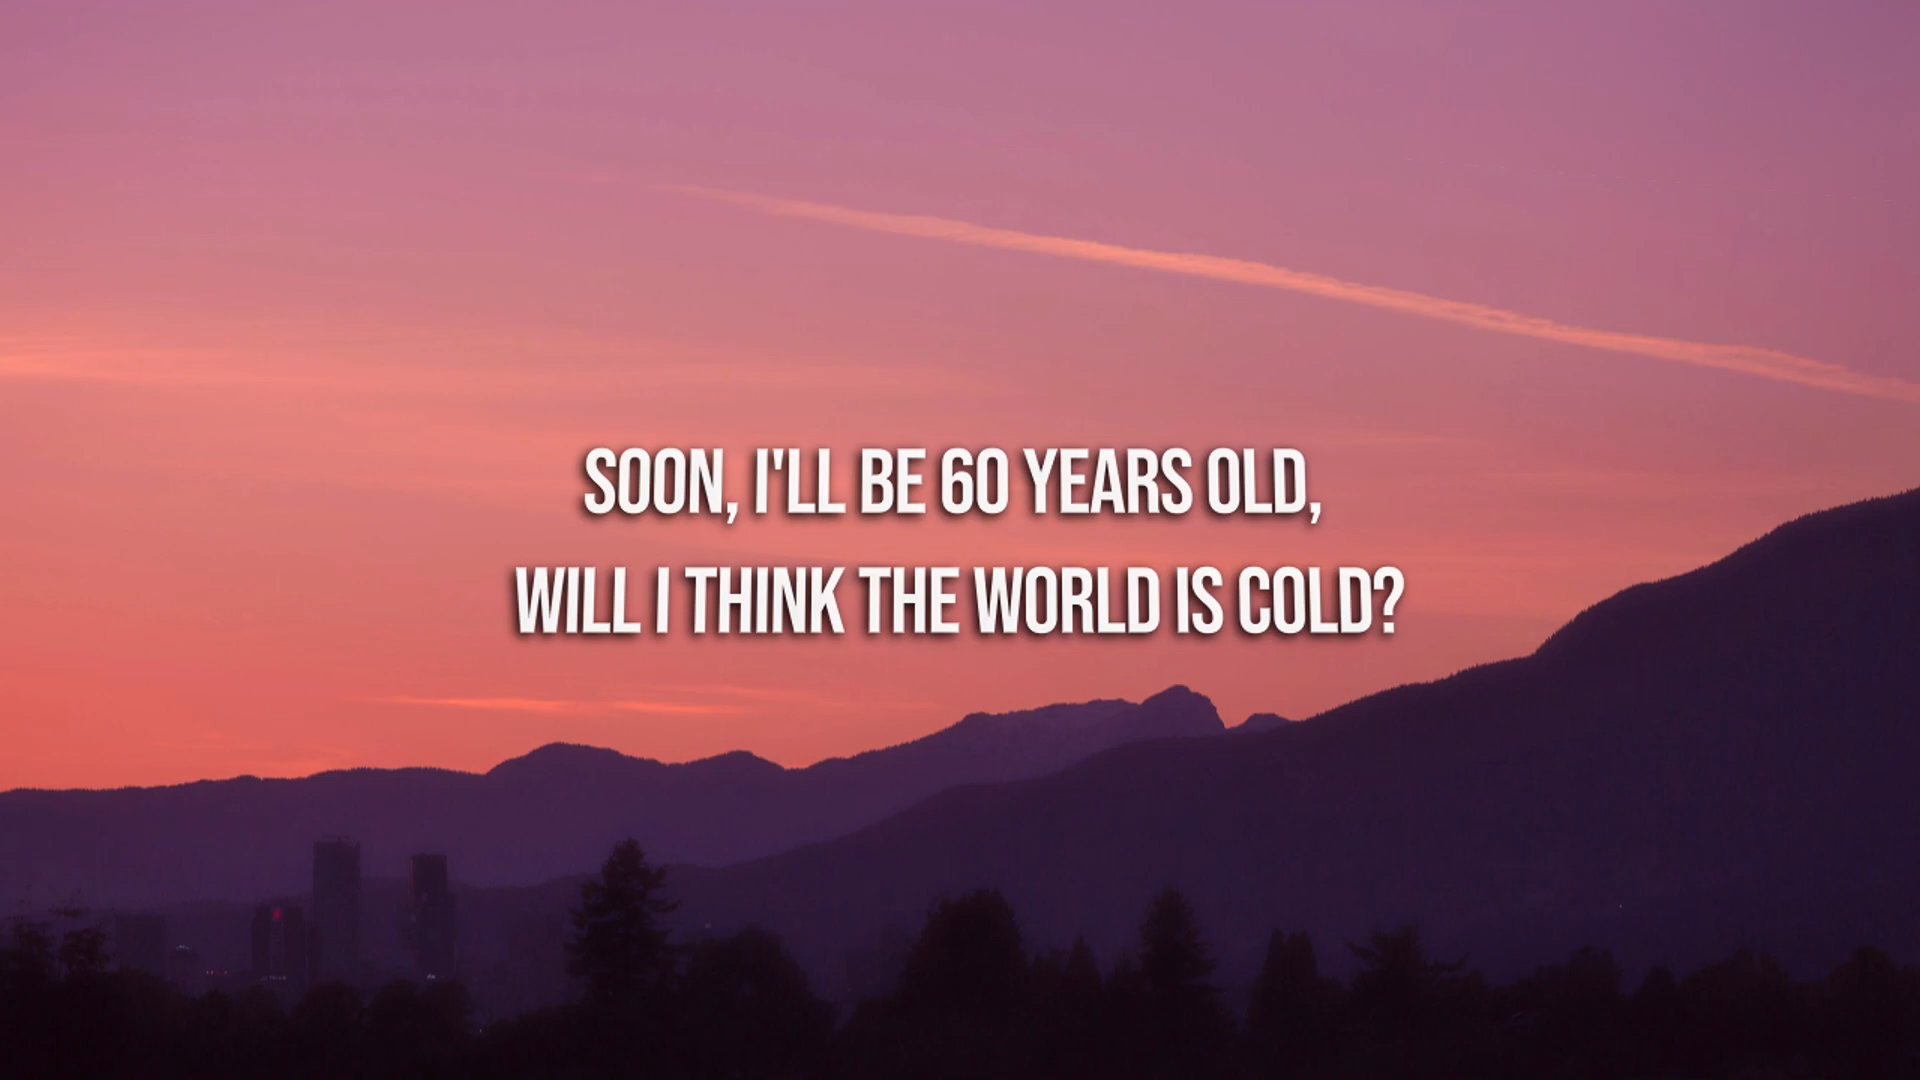 SOON, I'LL BE 60 YEARS OLD,
WILL I THINK THE WORLD IS COLD?